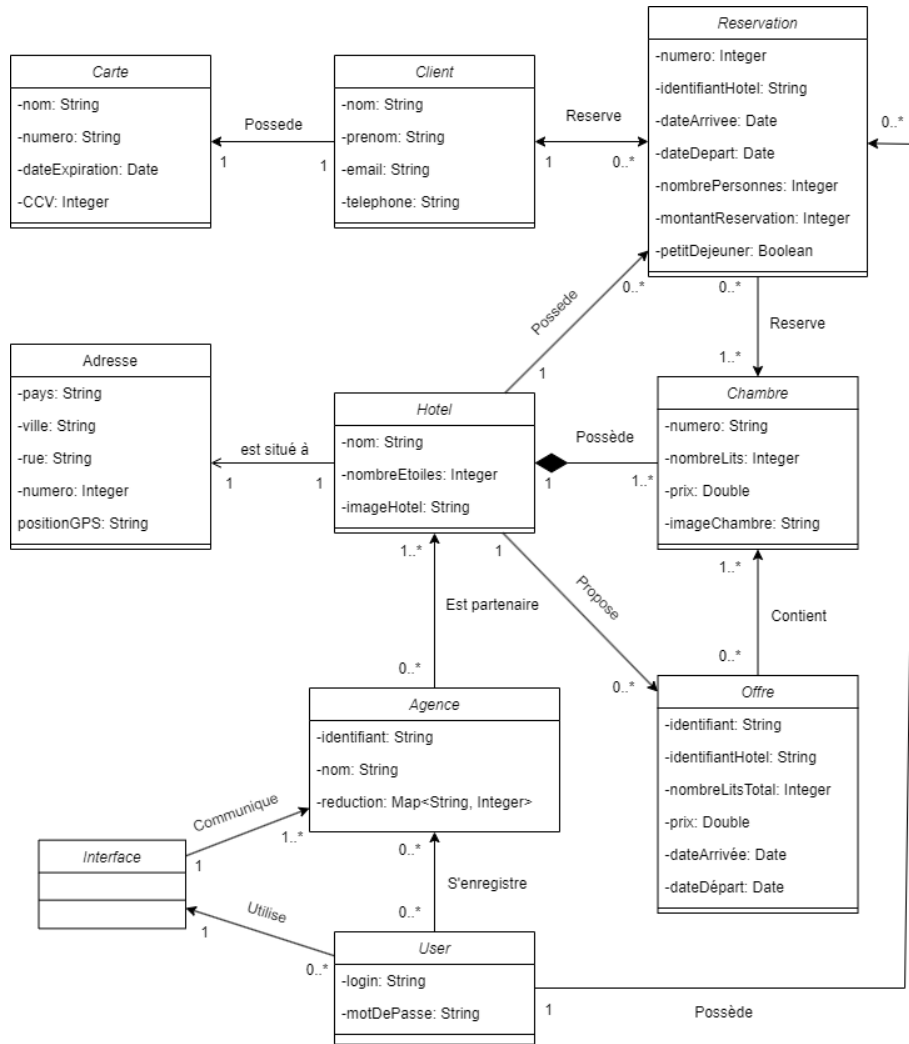 Reservation
-numero: Integer
-identifiantHotel: String
-dateArrivee: Date
-dateDepart: Date
-nombrePersonnes: Integer
-montantReservation: Integer
-petitDejeuner: Boolean
Carte
-nom: String
-numero: String
-dateExpiration: Date
-CCV: Integer
Possede
1
1
Client
-nom: String
-prenom: String
-email: String
-telephone: String
Reserve
1
0..*
0..*
Possede
1
0..*
0..*
Reserve
1..*
Adresse
-pays: String
-ville: String
-rue: String
-numero: Integer
positionGPS: String
est situé à
1
1
Hotel
-nom: String
-nombreEtoiles: Integer
-imageHotel: String
Possède
1
1..*
Chambre
-numero: String
-nombreLits: Integer
-prix: Double
-imageChambre: String
1..*
Est partenaire
0..*
1
Propose
0..*
1..*
Contient
0..*
Agence
-identifiant: String
-nom: String
-reduction: Map<String, Integer>
Offre
-identifiant: String
-identifiantHotel: String
-nombreLitsTotal: Integer
-prix: Double
-dateArrivée: Date
-dateDépart: Date
Communique
1
1..*
Interface
0..*
S'enregistre
0..*
Utilise
1
0..*
User
-login: String
-motDePasse: String
1
Possède